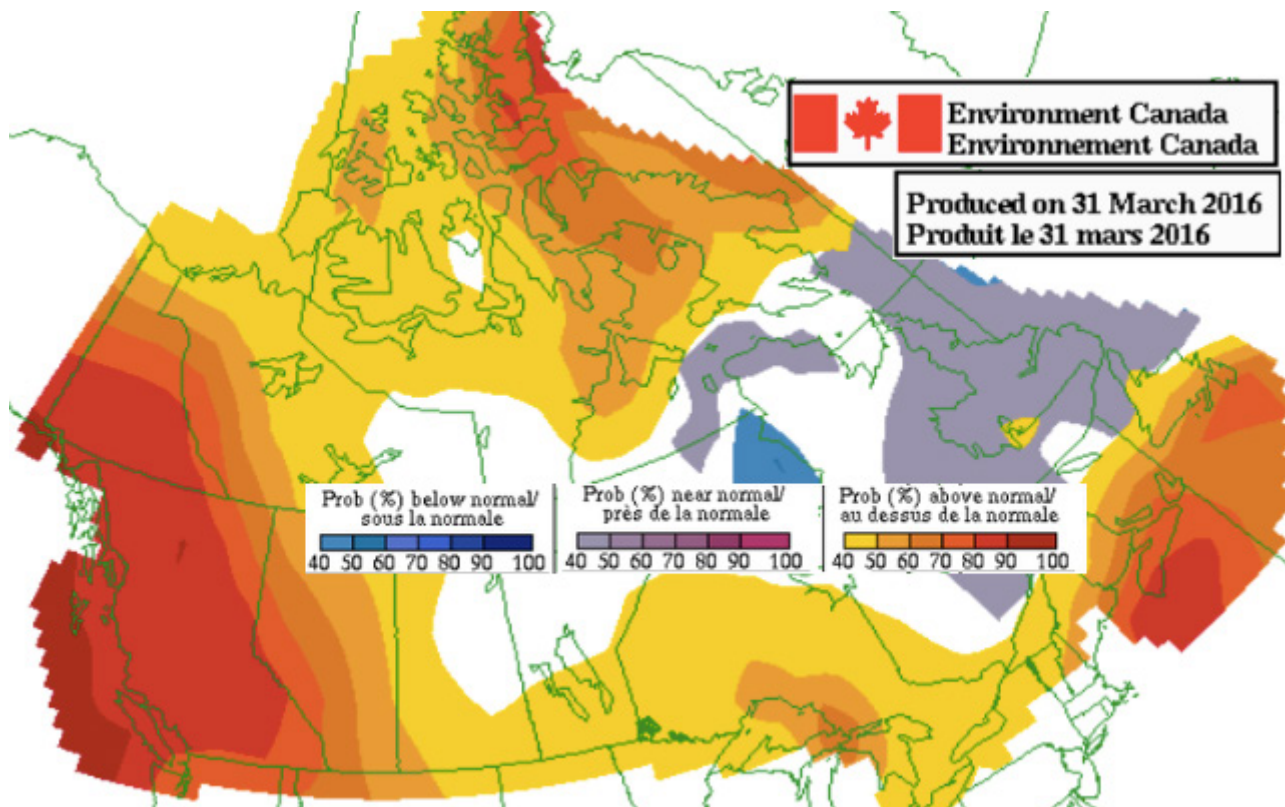 Environment Canada
Environnement Canada
Produced on 31 March 2016
Produit le 31 mars 2016
Prob (%) below normal/
sous la normale
40 50 60 70 80 90 100
Prob (%) near normal/
près de la normale
40 50 60 70 80 90 100
Prob (%) above normal/
au dessus de la normale
40 50 60 70 80 90 100